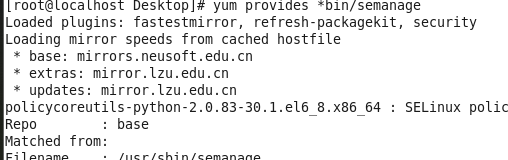 [root@localhost Desktop]# yum provides *bin/semanage
Loaded plugins: fastestmirror, refresh-packagekit, security
Loading mirror speeds from cached hostfile
 * base: mirrors.neusoft.edu.cn
 * extras: mirror.lzu.edu.cn
 * updates: mirror.lzu.edu.cn
policycoreutils-python-2.0.83-30.1.el6_8.x86_64 : SELinux polic
Repo        : base
Matched from:
Filename    : /usr/sbin/semanage